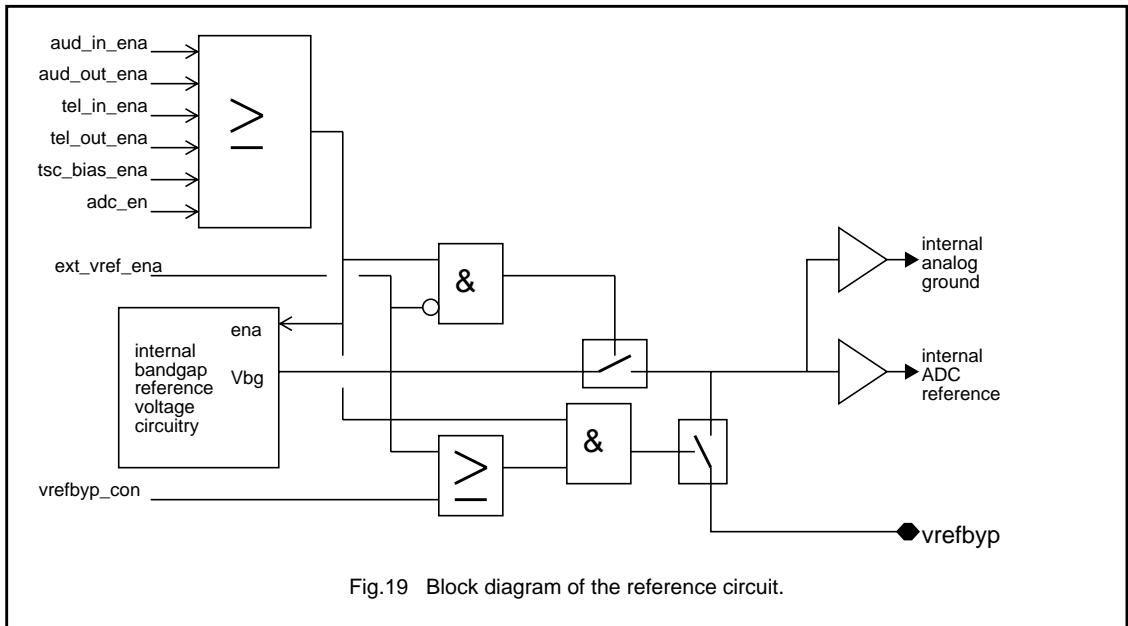 aud_in_ena
aud_out_ena
tel_in_ena
tel_out_ena
tsc_bias_ena
adc_en
≥
ext_vref_ena
&
internal
analog
ground
ena
internal
bandgap
reference
voltage
circuitry
Vbg
internal
ADC
reference
&
≥
vrefbyp_con
vrefbyp
Fig.19 Block diagram of the reference circuit.